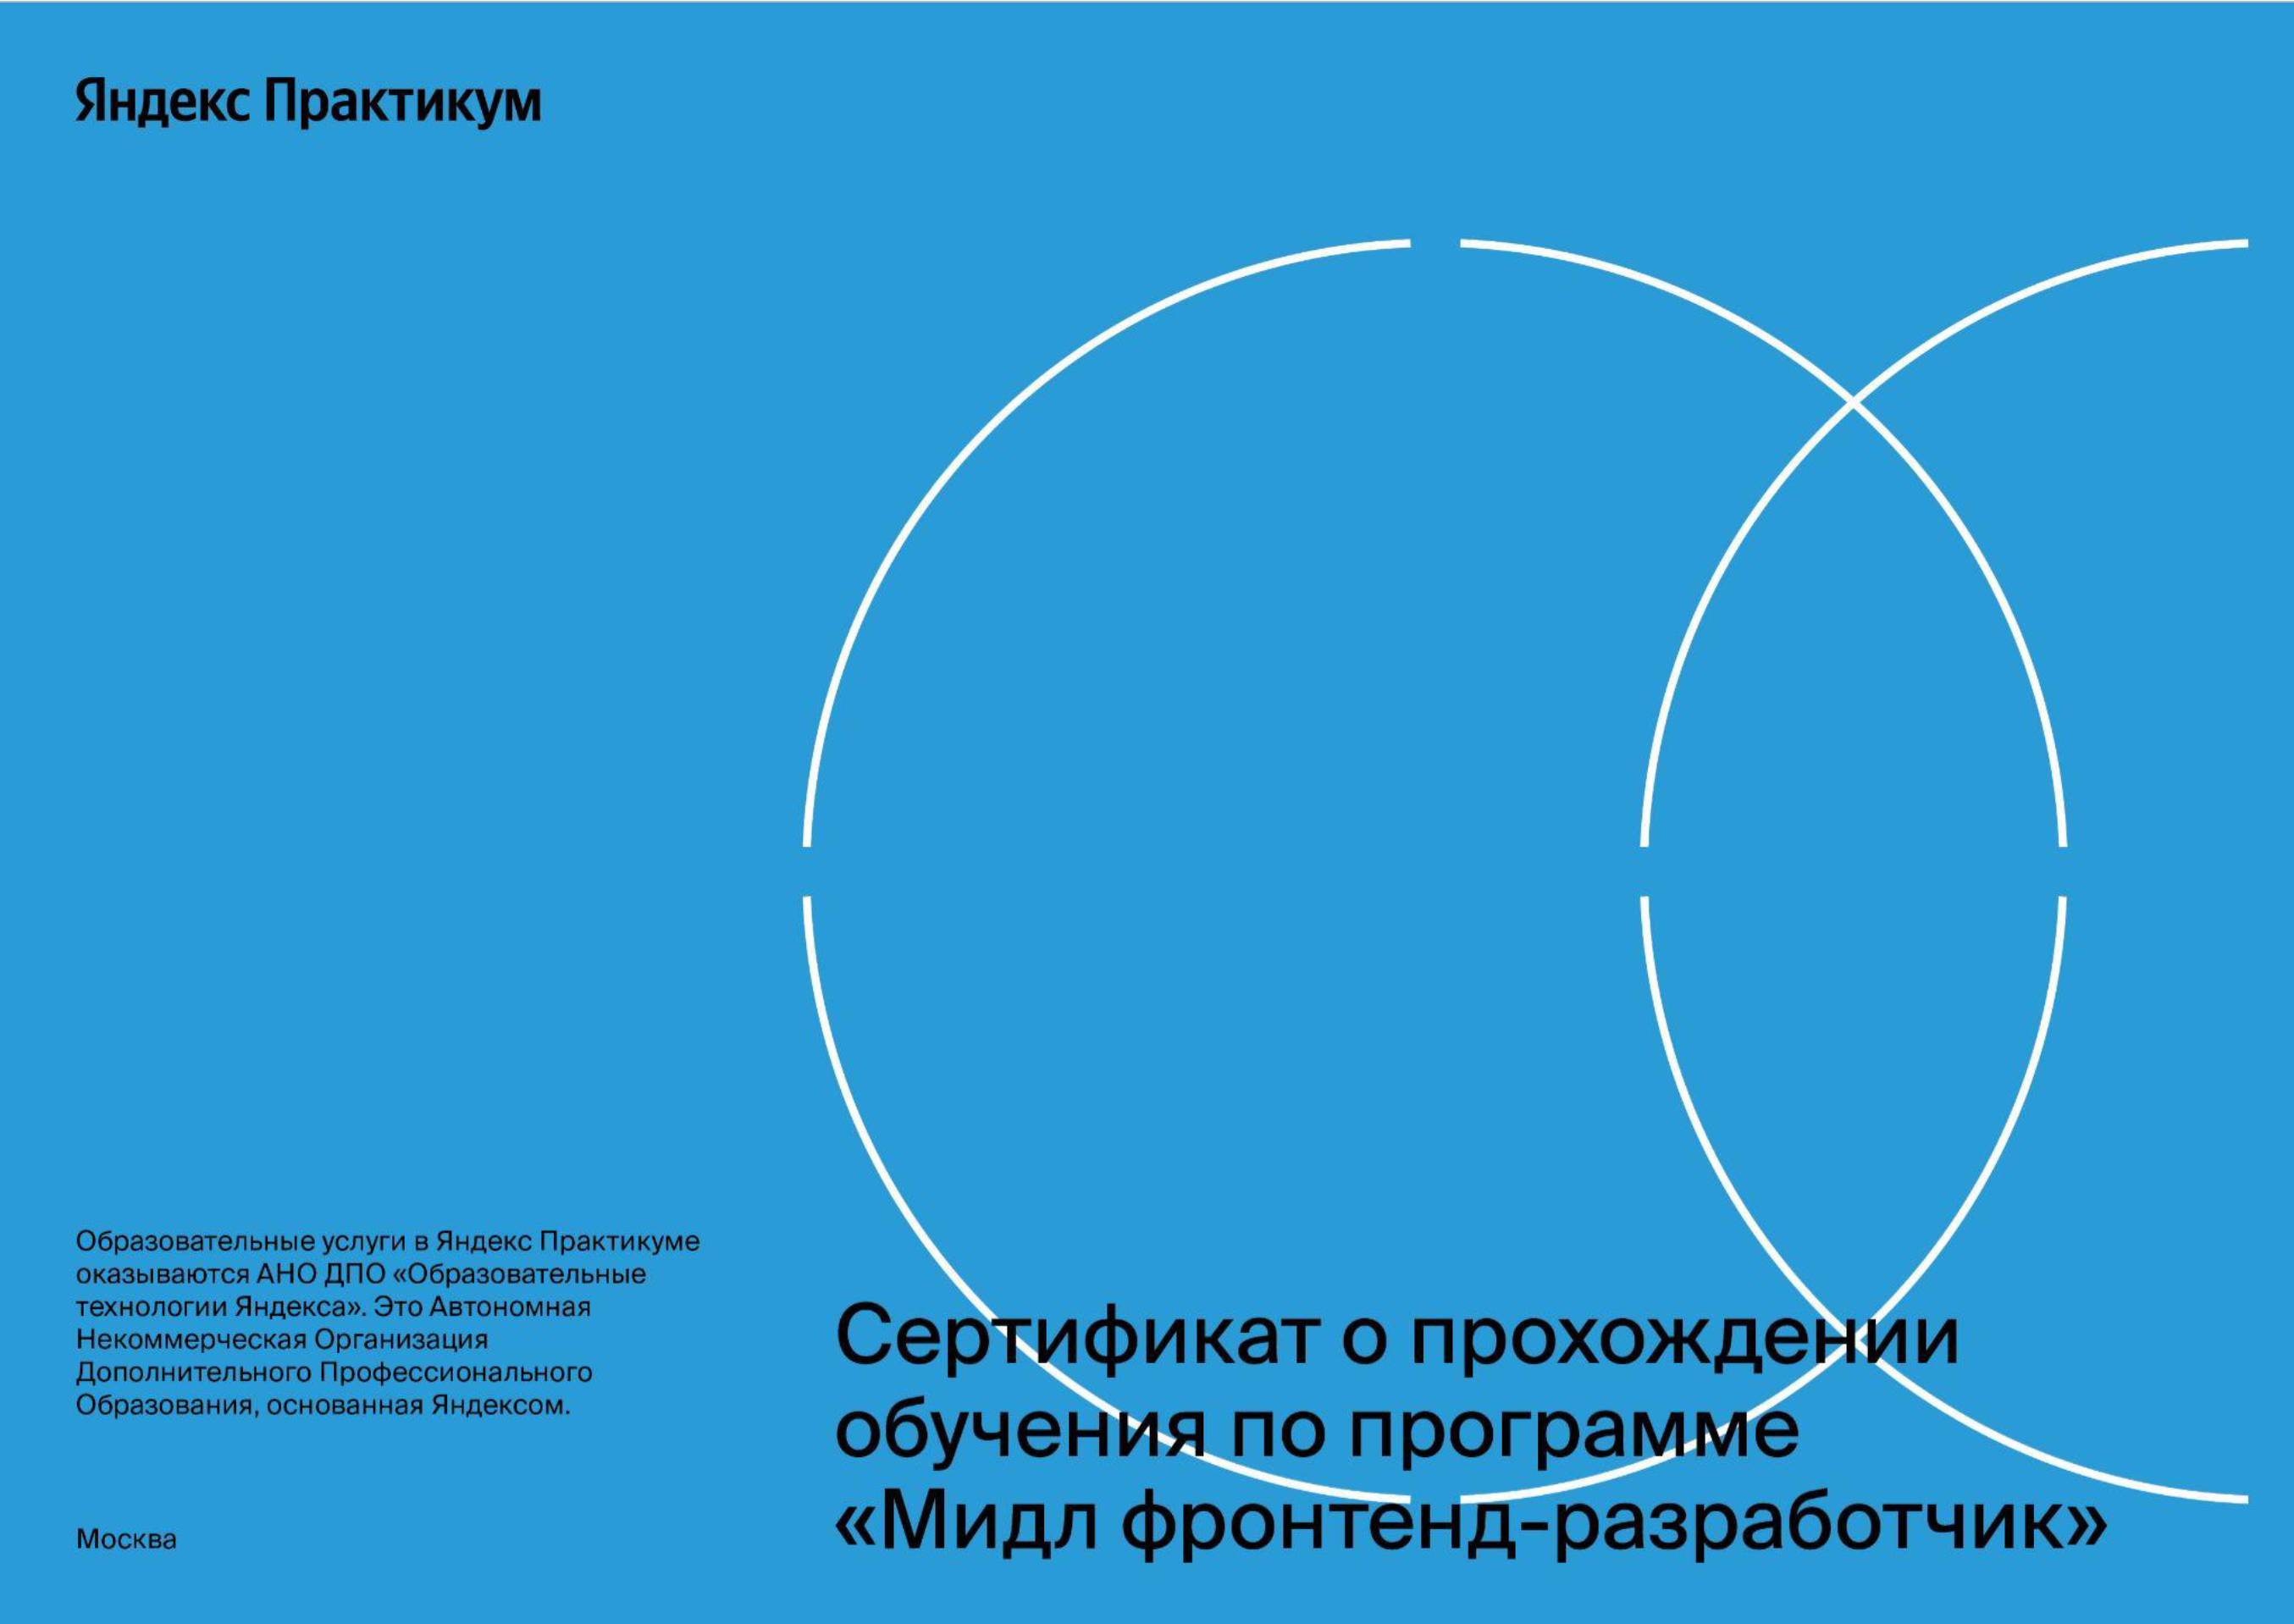 Яндекс Практикум
Образовательные услуги в Яндекс Практикуме
оказываются АНО ДПО «Образовательные
технологии Яндекса». Это Автономная
Некоммерческая Организация
Дополнительного Профессионального
Образования, основанная Яндексом.
Москва
Сертификат о прохождении
обучения по программе
«Мидл фронтенд-разработчик»